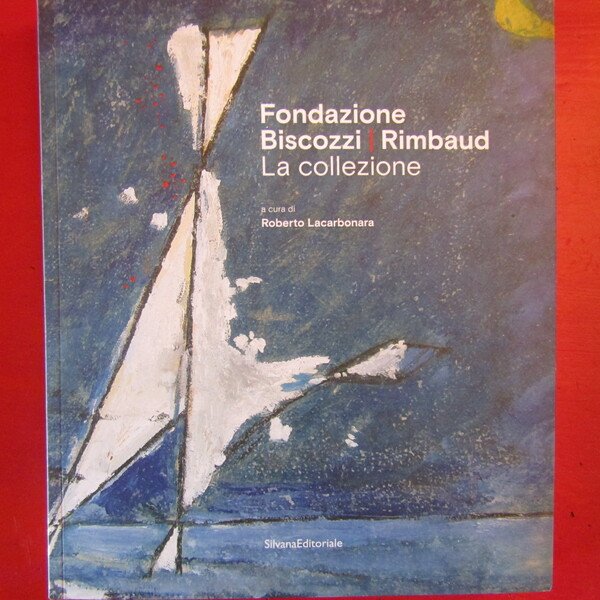 Fondazione
Biscozzi | Rimbaud
La collezione
a cura di
Roberto Lacarbonara
SilvanaEditoriale